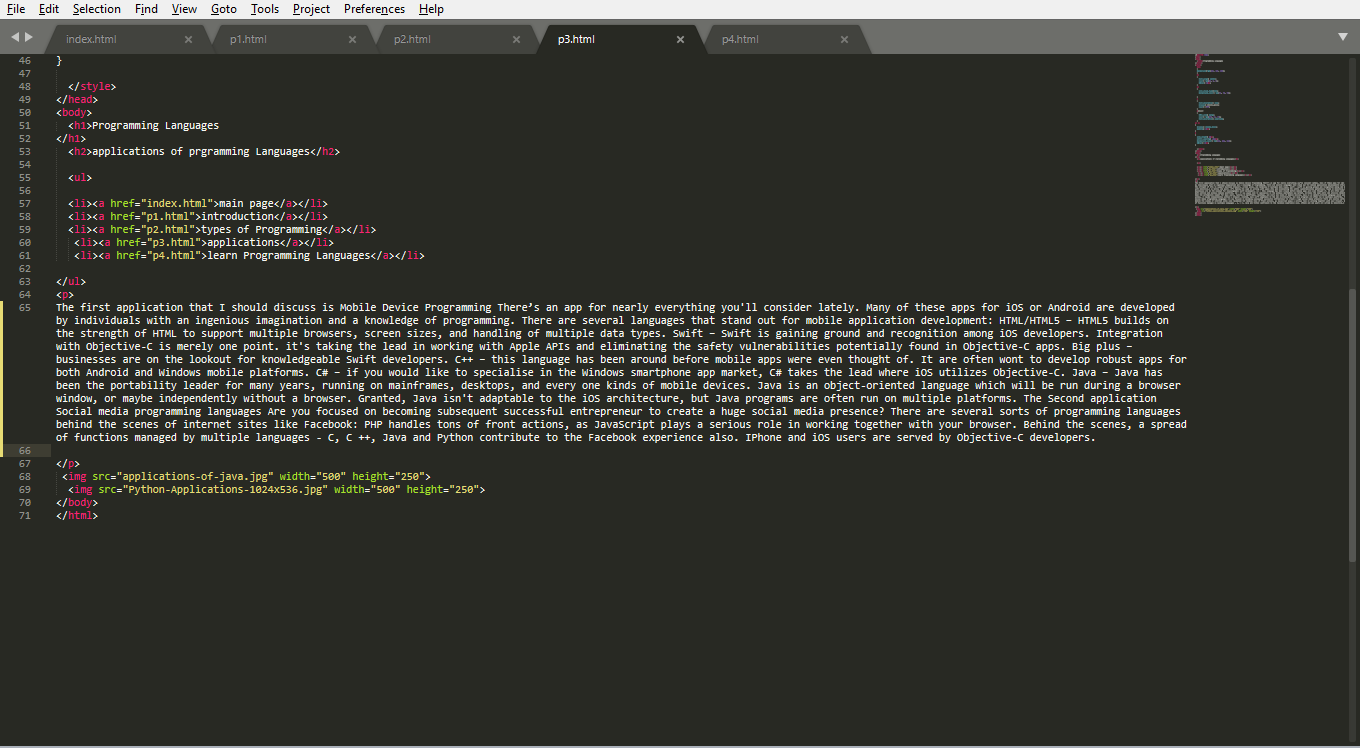 File Edit Selection Find View Goto Tools Project Preferences Help
index.html p1.html p2.html p3.html p4.html
46 }
47
48 </style>
49 </head>
50 <body>
51 <h1>Programming Languages
52 </h1>
53 <h2>applications of prgramming Languages</h2>
54
55 <ul>
56
57 <li><a href="index.html">main page</a></li>
58 <li><a href="p1.html">introduction</a></li>
59 <li><a href="p2.html">types of Programming</a></li>
60 <li><a href="p3.html">applications</a></li>
61 <li><a href="p4.html">learn Programming Languages</a></li>
62
63 </ul>
64 <p>
65 The first application that I should discuss is Mobile Device Programming There’s an app for nearly everything you'll consider lately. Many of these apps for iOS or Android are developed
by individuals with an ingenious imagination and a knowledge of programming. There are several languages that stand out for mobile application development: HTML/HTML5 – HTML5 builds on
the strength of HTML to support multiple browsers, screen sizes, and handling of multiple data types. Swift – Swift is gaining ground and recognition among iOS developers. Integration
with Objective-C is merely one point. it's taking the lead in working with Apple APIs and eliminating the safety vulnerabilities potentially found in Objective-C apps. Big plus –
businesses are on the lookout for knowledgeable Swift developers. C++ – this language has been around before mobile apps were even thought of. It are often wont to develop robust apps for
both Android and Windows mobile platforms. C# – if you would like to specialise in the Windows smartphone app market, C# takes the lead where iOS utilizes Objective-C. Java – Java has
been the portability leader for many years, running on mainframes, desktops, and every one kinds of mobile devices. Java is an object-oriented language which will be run during a browser
window, or maybe independently without a browser. Granted, Java isn't adaptable to the iOS architecture, but Java programs are often run on multiple platforms. The Second application
Social media programming languages Are you focused on becoming subsequent successful entrepreneur to create a huge social media presence? There are several sorts of programming languages
behind the scenes of internet sites like Facebook: PHP handles tons of front actions, as JavaScript plays a serious role in working together with your browser. Behind the scenes, a spread
of functions managed by multiple languages - C, C ++, Java and Python contribute to the Facebook experience also. IPhone and iOS users are served by Objective-C developers.
66
67 </p>
68 <img src="applications-of-java.jpg" width="500" height="250">
69 <img src="Python-Applications-1024x536.jpg" width="500" height="250">
70 </body>
71 </html>